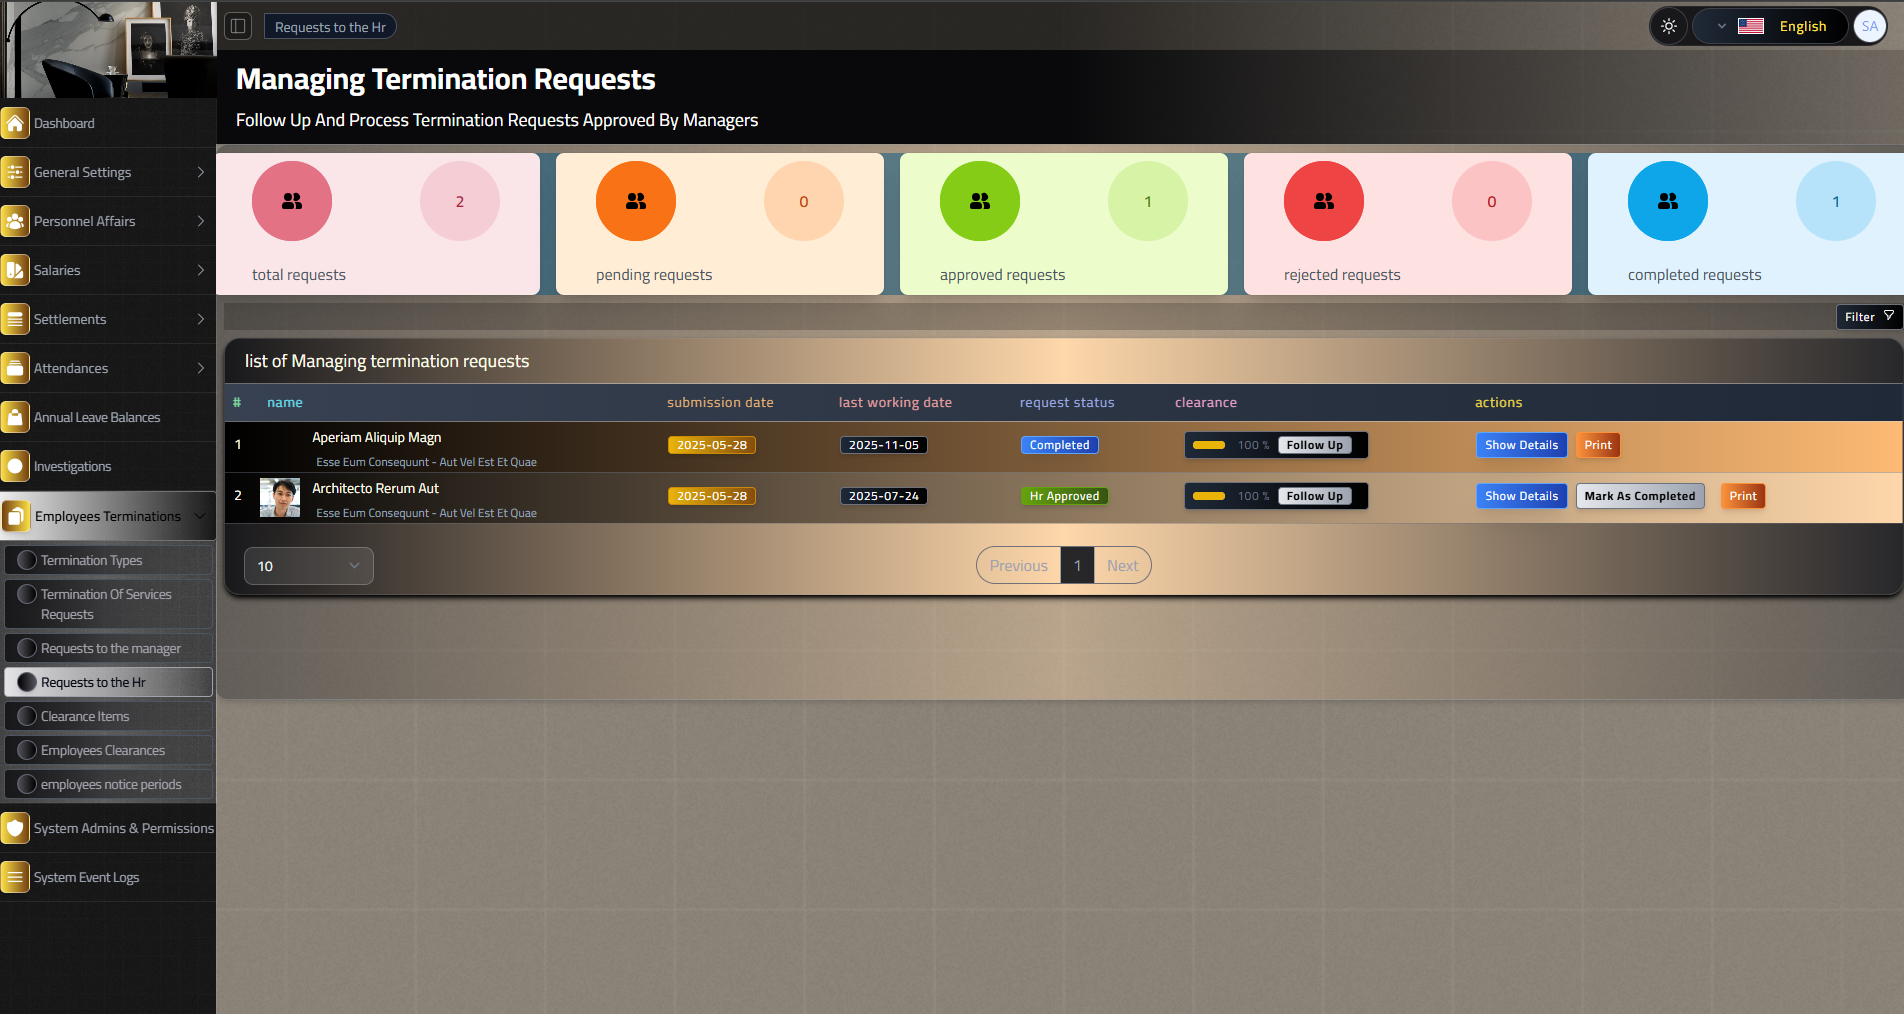 Requests to the Hr
English
SA
Managing Termination Requests
Follow Up And Process Termination Requests Approved By Managers
Dashboard
General Settings
Personnel Affairs
Salaries
Settlements
Attendances
Annual Leave Balances
Investigations
Employees Terminations
Termination Types
Termination Of Services
Requests
Requests to the manager
Requests to the Hr
Clearance Items
Employees Clearances
employees notice periods
System Admins & Permissions
System Event Logs
2
total requests
0
pending requests
1
approved requests
0
rejected requests
1
completed requests
Filter
list of Managing termination requests
# name submission date last working date request status clearance actions
1 Aperiam Aliquip Magn 2025-05-28 2025-11-05 Completed 100 % Follow Up Show Details Print
Esse Eum Consequunt - Aut Vel Est Et Quae
2 Architecto Rerum Aut 2025-05-28 2025-07-24 Hr Approved 100 % Follow Up Show Details Mark As Completed Print
Esse Eum Consequunt - Aut Vel Est Et Quae
10 Previous 1 Next